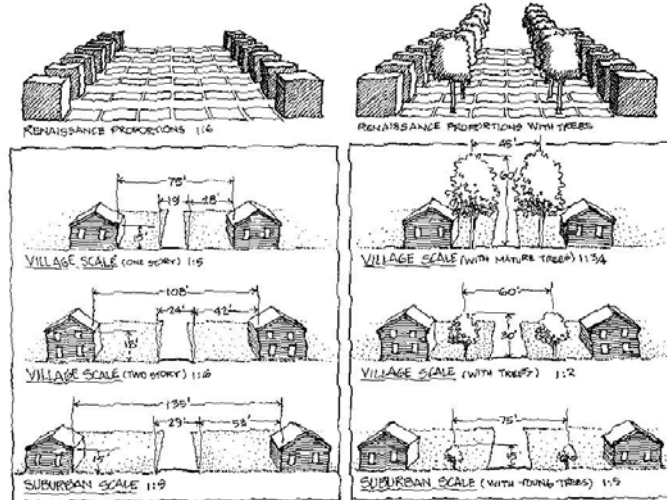 RENAISSANCE PROPORTIONS 1:6
RENAISSANCE PROPORTIONS WITH TREES
75'
19' 28'
15'
VILLAGE SCALE (ONE STORY) 1:5
45'
60'
VILLAGE SCALE (WITH MATURE TREES) 1:3/4
108'
24' 42'
18'
VILLAGE SCALE (TWO STORY) 1:6
60'
30'
VILLAGE SCALE (WITH TREES) 1:2
135'
29' 53'
15'
SUBURBAN SCALE 1:9
75'
15'
SUBURBAN SCALE (WITH YOUNG TREES) 1:5